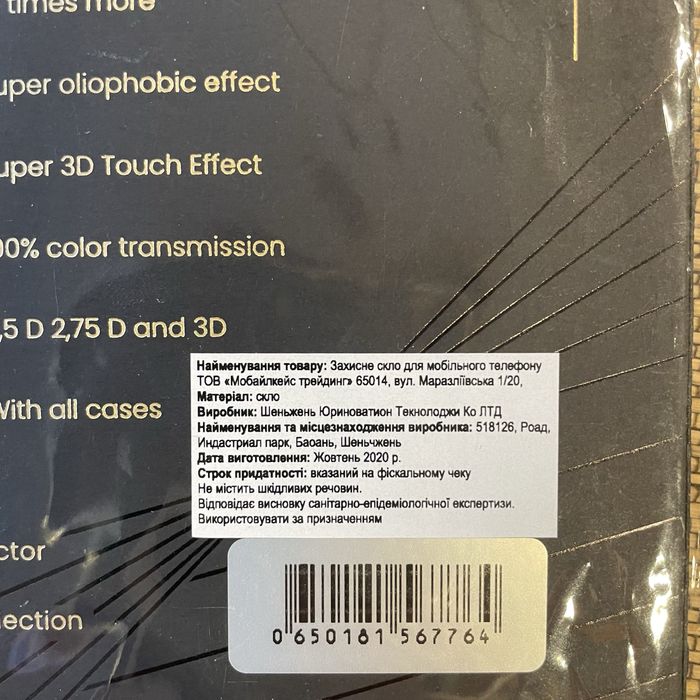 times more
uper oliophobic effect
uper 3D Touch Effect
00% color transmission
,5 D 2,75 D and 3D
With all cases
ctor
ection
Найменування товару: Захисне скло для мобільного телефону
ТОВ «Мобайлкейс трейдинг» 65014, вул. Маразліївська 1/20,
Матеріал: скло
Виробник: Шеньжень Юриноватион Текнолоджи Ко ЛТД
Найменування та місцезнаходження виробника: 518126, Роад,
Индастриал парк, Баоань, Шеньчжень
Дата виготовлення: Жовтень 2020 р.
Строк придатності: вказаний на фіскальному чеку
Не містить шкідливих речовин.
Відповідає висновку санітарно-епідеміологічної експертизи.
Використовувати за призначенням
0 650181 567764